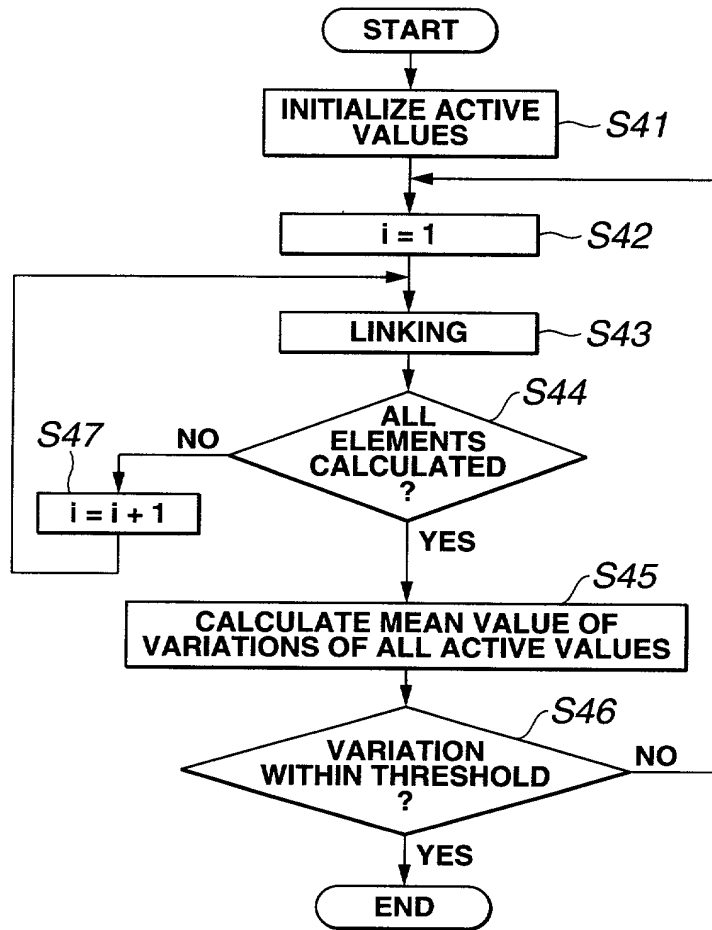 START
INITIALIZE ACTIVE
VALUES
S41
i = 1
S42
LINKING
S43
S44
ALL
ELEMENTS
CALCULATED
?
NO
S47
i = i + 1
YES
S45
CALCULATE MEAN VALUE OF
VARIATIONS OF ALL ACTIVE VALUES
S46
VARIATION
WITHIN THRESHOLD
?
NO
YES
END